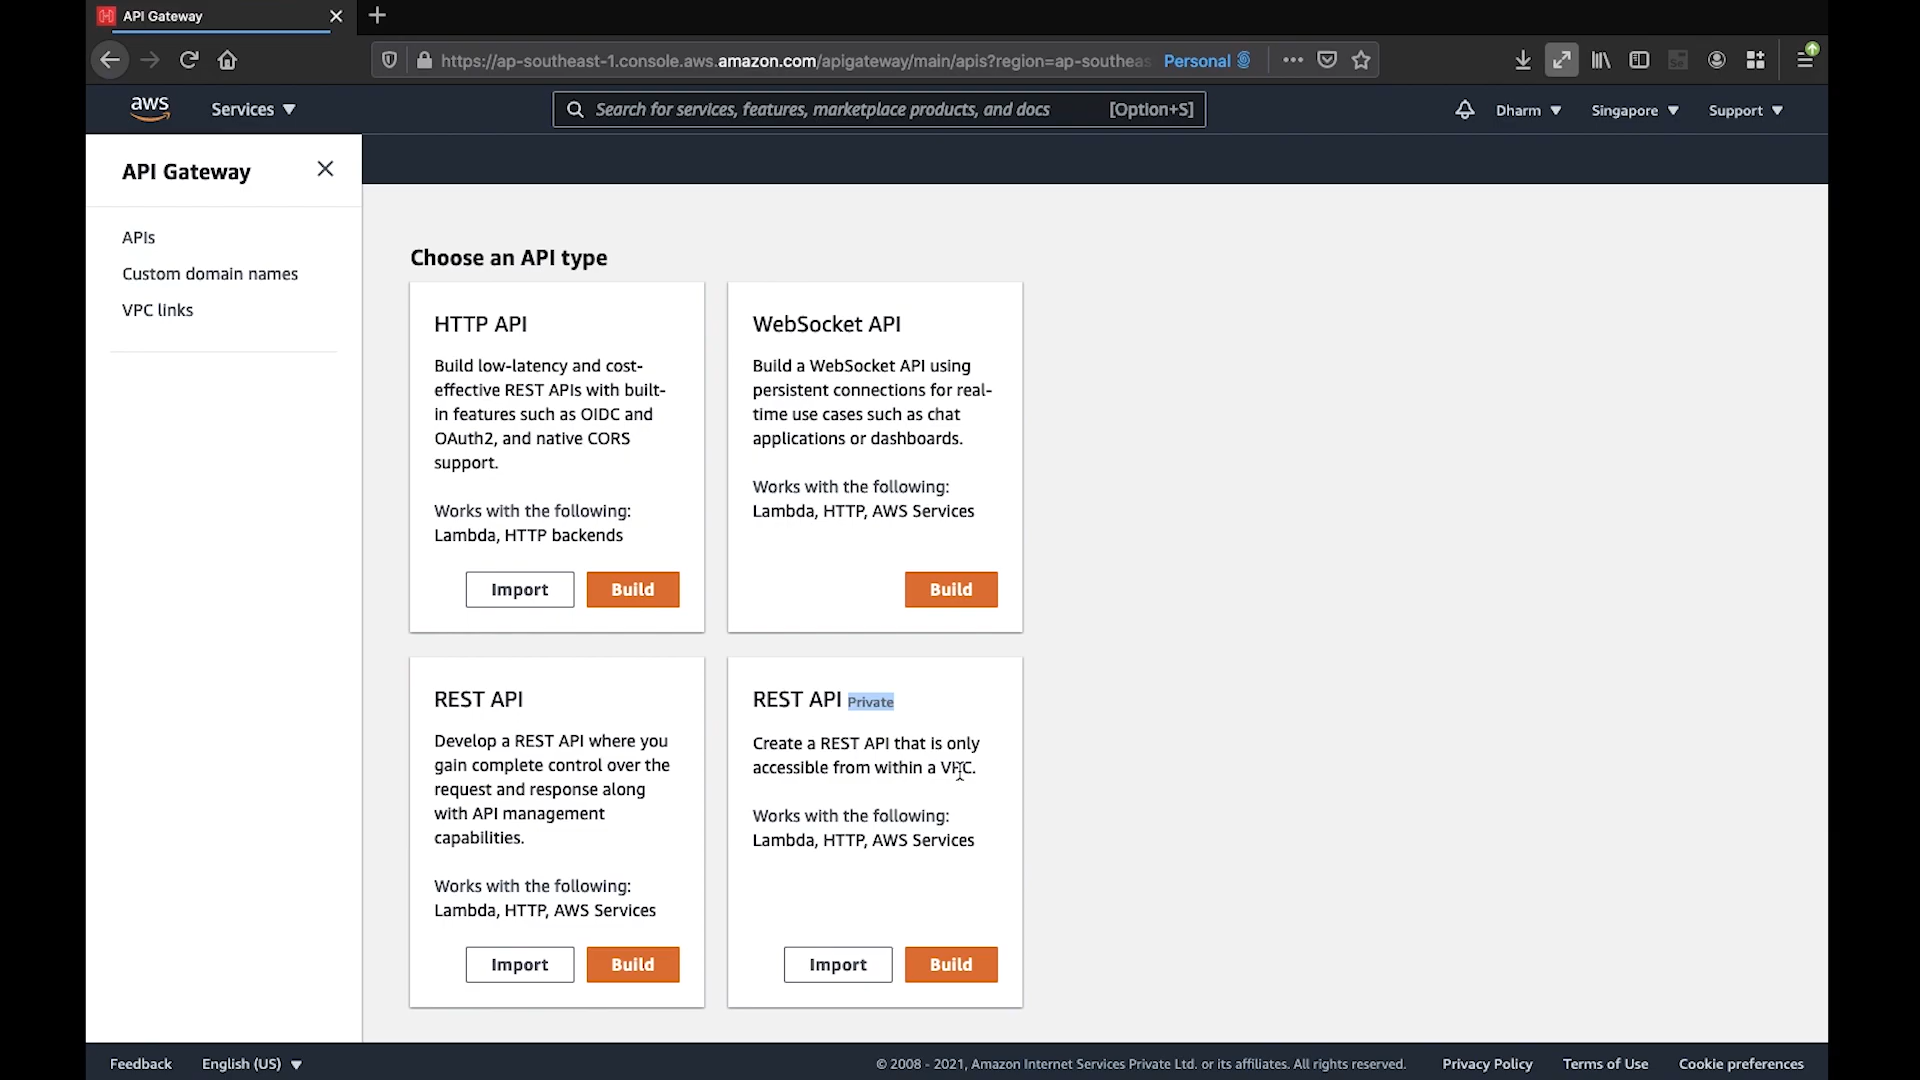 API Gateway
https://ap-southeast-1.console.aws.amazon.com/apigateway/main/apis?region=ap-southeas
Personal
aws
Services
Search for services, features, marketplace products, and docs
[Option+S]
Dharm
Singapore
Support
API Gateway
APIs
Custom domain names
VPC links
Choose an API type
HTTP API
Build low-latency and cost-
effective REST APIs with built-
in features such as OIDC and
OAuth2, and native CORS
support.
Works with the following:
Lambda, HTTP backends
Import
Build
WebSocket API
Build a WebSocket API using
persistent connections for real-
time use cases such as chat
applications or dashboards.
Works with the following:
Lambda, HTTP, AWS Services
Build
REST API
Develop a REST API where you
gain complete control over the
request and response along
with API management
capabilities.
Works with the following:
Lambda, HTTP, AWS Services
Import
Build
REST API Private
Create a REST API that is only
accessible from within a VPC.
Works with the following:
Lambda, HTTP, AWS Services
Import
Build
Feedback
English (US)
© 2008 - 2021, Amazon Internet Services Private Ltd. or its affiliates. All rights reserved.
Privacy Policy
Terms of Use
Cookie preferences